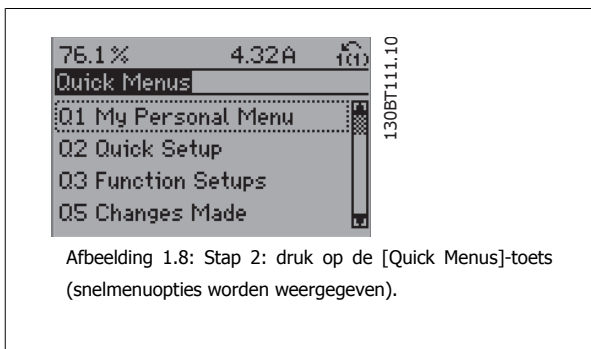 76.1% 4.32A 1(1)
Quick Menus
Q1 My Personal Menu
Q2 Quick Setup
Q3 Function Setups
Q5 Changes Made
130BT111.10
Afbeelding 1.8: Stap 2: druk op de [Quick Menus]-toets
(snelmenuopties worden weergegeven).